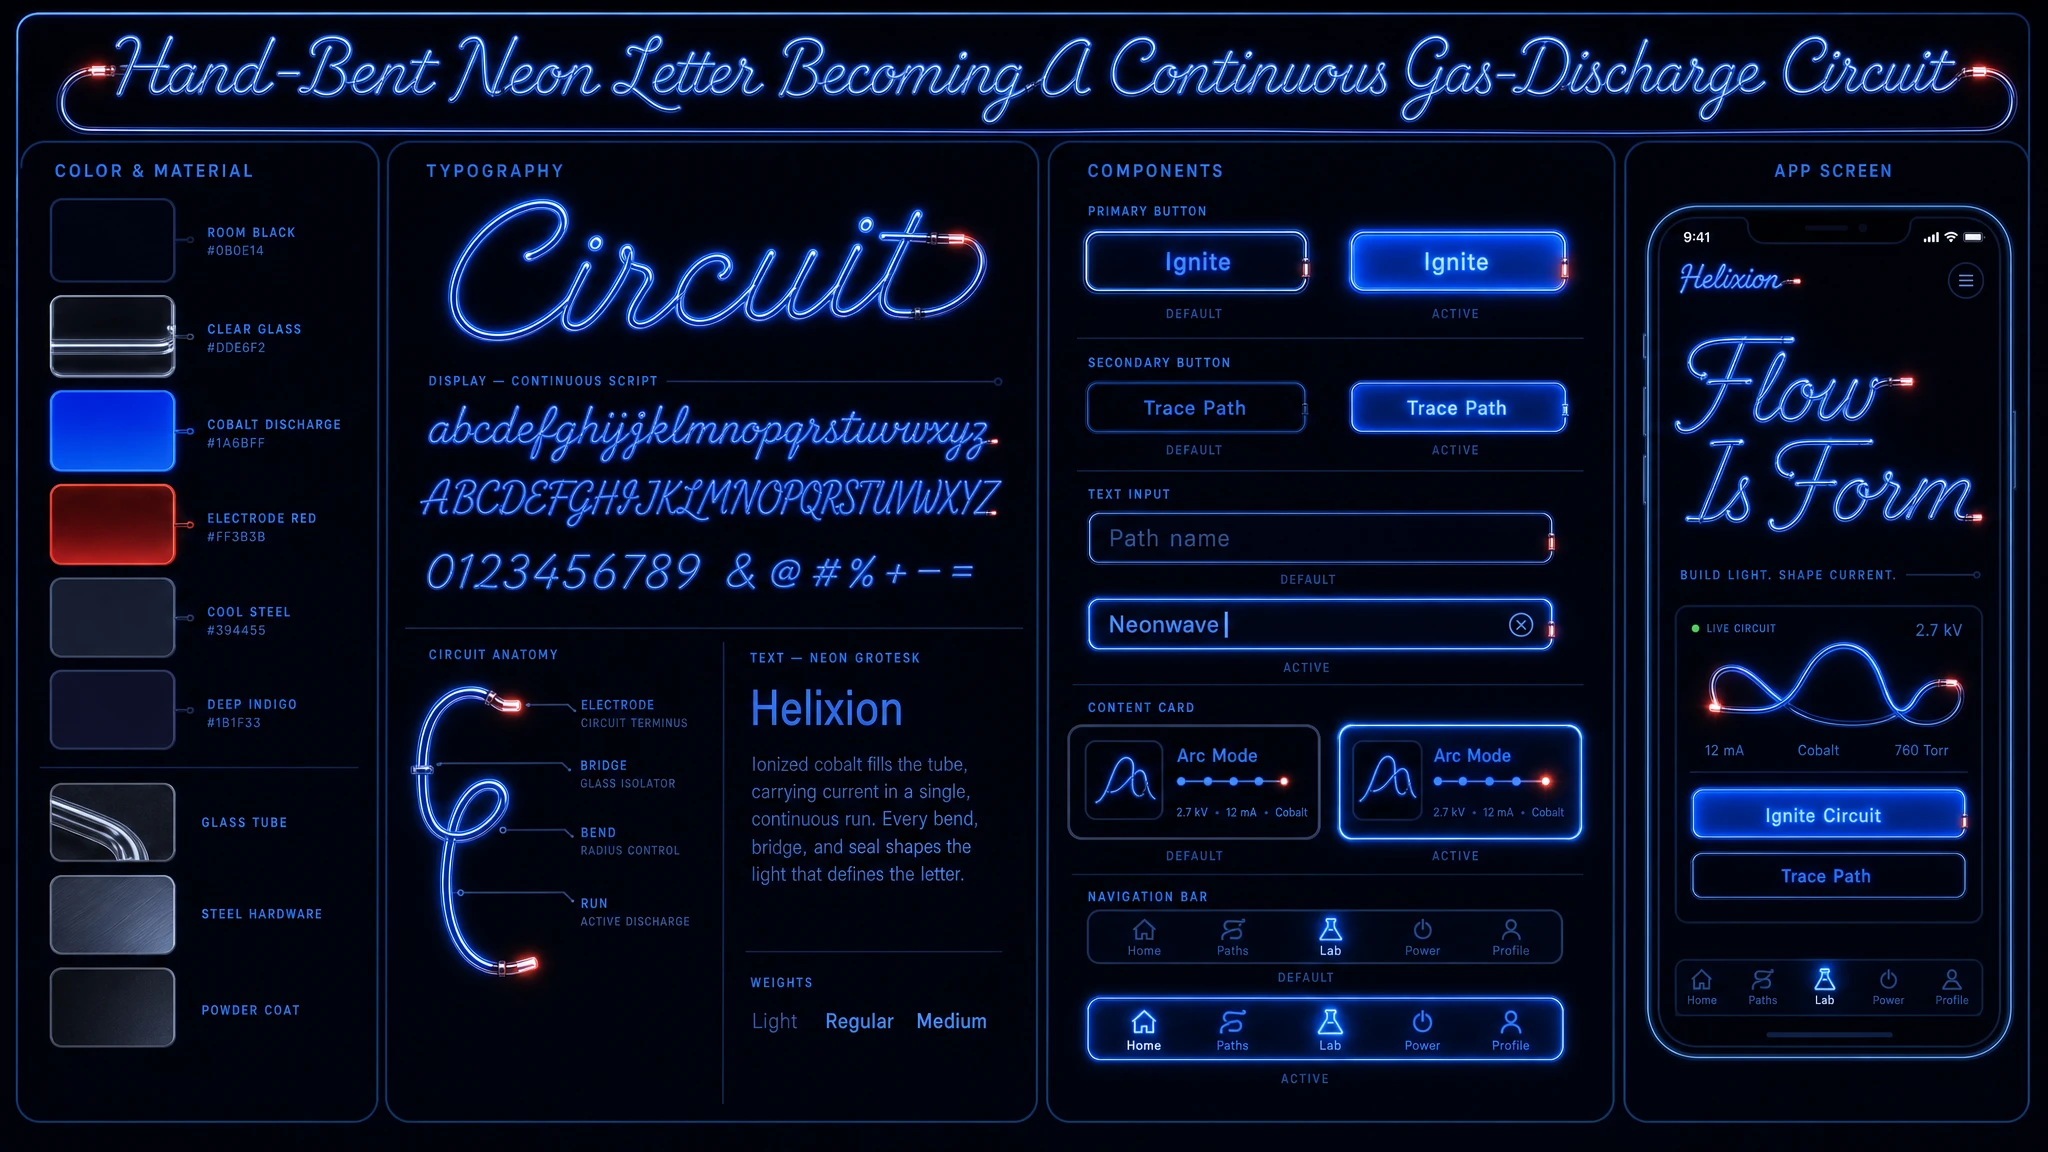 Hand-Bent Neon Letter Becoming A Continuous Gas-Discharge Circuit
COLOR & MATERIAL
ROOM BLACK
#0B0E14
CLEAR GLASS
#DDE6F2
COBALT DISCHARGE
#1A6BFF
ELECTRODE RED
#FF3B3B
COOL STEEL
#394455
DEEP INDIGO
#1B1F33
GLASS TUBE
STEEL HARDWARE
POWDER COAT
TYPOGRAPHY
Circuit
DISPLAY — CONTINUOUS SCRIPT
abcdefghijjklmnopqrstuvwxyz
ABCDEFGHIJKLMNOPQRSTUVWXYZ
0123456789 & @ # % + − =
CIRCUIT ANATOMY
ELECTRODE
CIRCUIT TERMINUS
BRIDGE
GLASS ISOLATOR
BEND
RADIUS CONTROL
RUN
ACTIVE DISCHARGE
TEXT — NEON GROTESK
Helixion
Ionized cobalt fills the tube,
carrying current in a single,
continuous run. Every bend,
bridge, and seal shapes the
light that defines the letter.
WEIGHTS
Light Regular Medium
COMPONENTS
PRIMARY BUTTON
Ignite Ignite
DEFAULT ACTIVE
SECONDARY BUTTON
Trace Path Trace Path
DEFAULT ACTIVE
TEXT INPUT
Path name
DEFAULT
Neonwave
ACTIVE
CONTENT CARD
Arc Mode
2.7 kV • 12 mA • Cobalt
DEFAULT
Arc Mode
2.7 kV • 12 mA • Cobalt
ACTIVE
NAVIGATION BAR
Home Paths Lab Power Profile
DEFAULT
Home Paths Lab Power Profile
ACTIVE
APP SCREEN
9:41
Helixion
Flow
Is Form
BUILD LIGHT. SHAPE CURRENT.
LIVE CIRCUIT 2.7 kV
12 mA Cobalt 760 Torr
Ignite Circuit
Trace Path
Home Paths Lab Power Profile